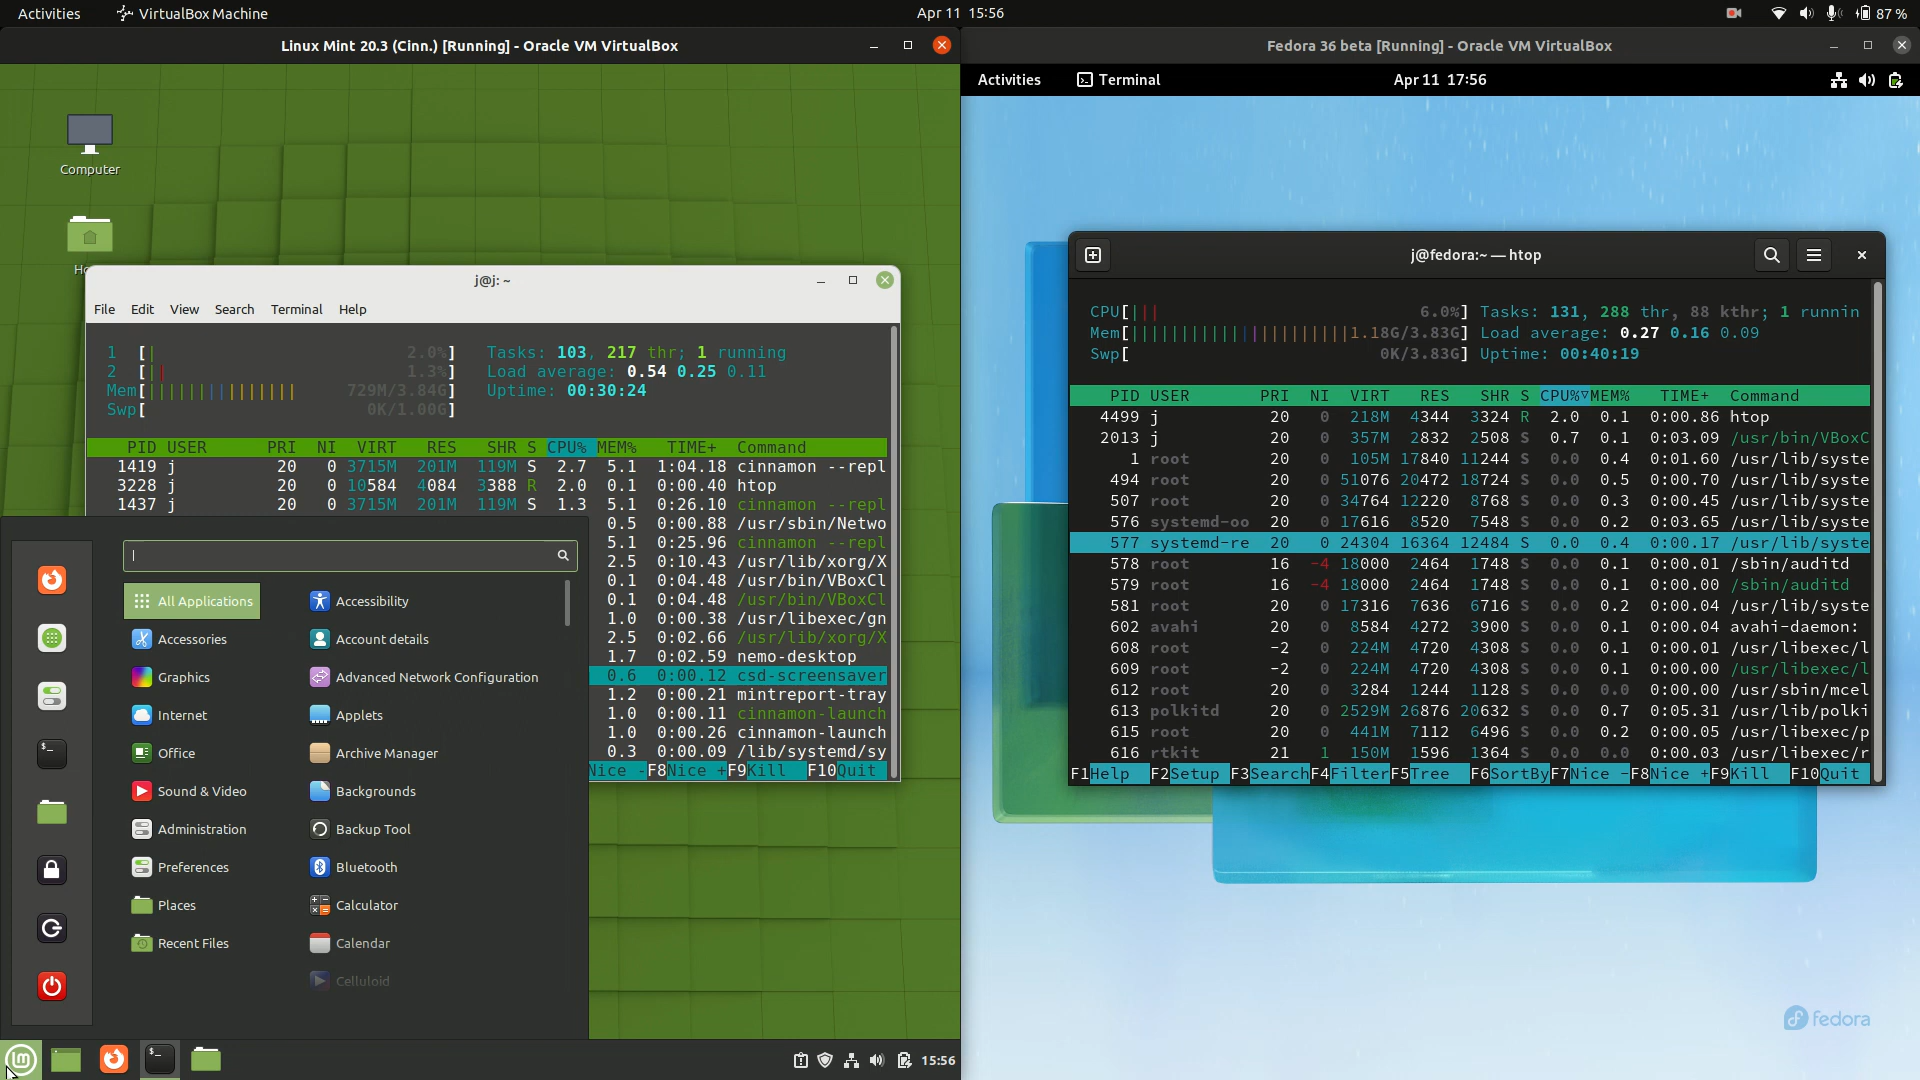 Activities VirtualBox Machine Apr 11 15:56 87 %
Linux Mint 20.3 (Cinn.) [Running] - Oracle VM VirtualBox
Computer
j@j: ~
File Edit View Search Terminal Help
1 [| 2.0%] Tasks: 103, 217 thr; 1 running
2 [|| 1.3%] Load average: 0.54 0.25 0.11
Mem[||||||||||||||||| 729M/3.84G] Uptime: 00:30:24
Swp[ 0K/1.00G]
PID USER PRI NI VIRT RES SHR S CPU% MEM% TIME+ Command
1419 j 20 0 3715M 201M 119M S 2.7 5.1 1:04.18 cinnamon --repl
3228 j 20 0 10584 4084 3388 R 2.0 0.1 0:00.40 htop
1437 j 20 0 3715M 201M 119M S 1.3 5.1 0:26.10 cinnamon --repl
0.5 0:00.88 /usr/sbin/Netwo
5.1 0:25.96 cinnamon --repl
2.5 0:10.43 /usr/lib/xorg/X
0.1 0:04.48 /usr/bin/VBoxCl
0.1 0:04.48 /usr/bin/VBoxCl
1.0 0:00.38 /usr/libexec/gn
2.5 0:02.66 /usr/lib/xorg/X
1.7 0:02.59 nemo-desktop
0.6 0:00.12 csd-screensaver
1.2 0:00.21 mintreport-tray
1.0 0:00.11 cinnamon-launch
1.0 0:00.26 cinnamon-launch
0.3 0:00.09 /lib/systemd/sy
Nice -F8Nice +F9Kill F10Quit
All Applications
Accessories
Graphics
Internet
Office
Sound & Video
Administration
Preferences
Places
Recent Files
Accessibility
Account details
Advanced Network Configuration
Applets
Archive Manager
Backgrounds
Backup Tool
Bluetooth
Calculator
Calendar
Celluloid
15:56
Fedora 36 beta [Running] - Oracle VM VirtualBox
Activities Terminal Apr 11 17:56
j@fedora:~ — htop
CPU[||| 6.0%] Tasks: 131, 288 thr, 88 kthr; 1 runnin
Mem[||||||||||||||||||||||1.18G/3.83G] Load average: 0.27 0.16 0.09
Swp[ 0K/3.83G] Uptime: 00:40:19
PID USER PRI NI VIRT RES SHR S CPU%▽MEM% TIME+ Command
4499 j 20 0 218M 4344 3324 R 2.0 0.1 0:00.86 htop
2013 j 20 0 357M 2832 2508 S 0.7 0.1 0:03.09 /usr/bin/VBoxC
1 root 20 0 105M 17840 11244 S 0.0 0.4 0:01.60 /usr/lib/syste
494 root 20 0 51076 20472 18724 S 0.0 0.5 0:00.70 /usr/lib/syste
507 root 20 0 34764 12220 8768 S 0.0 0.3 0:00.45 /usr/lib/syste
576 systemd-oo 20 0 17616 8520 7548 S 0.0 0.2 0:03.65 /usr/lib/syste
577 systemd-re 20 0 24304 16364 12484 S 0.0 0.4 0:00.17 /usr/lib/syste
578 root 16 -4 18000 2464 1748 S 0.0 0.1 0:00.01 /sbin/auditd
579 root 16 -4 18000 2464 1748 S 0.0 0.1 0:00.00 /sbin/auditd
581 root 20 0 17316 7636 6716 S 0.0 0.2 0:00.04 /usr/lib/syste
602 avahi 20 0 8584 4272 3900 S 0.0 0.1 0:00.04 avahi-daemon:
608 root -2 0 224M 4720 4308 S 0.0 0.1 0:00.01 /usr/libexec/l
609 root -2 0 224M 4720 4308 S 0.0 0.1 0:00.00 /usr/libexec/l
612 root 20 0 3284 1244 1128 S 0.0 0.0 0:00.00 /usr/sbin/mcel
613 polkitd 20 0 2529M 26876 20632 S 0.0 0.7 0:05.31 /usr/lib/polki
615 root 20 0 441M 7112 6496 S 0.0 0.2 0:00.05 /usr/libexec/p
616 rtkit 21 1 150M 1596 1364 S 0.0 0.0 0:00.03 /usr/libexec/r
F1Help F2Setup F3SearchF4FilterF5Tree F6SortByF7Nice -F8Nice +F9Kill F10Quit
fedora